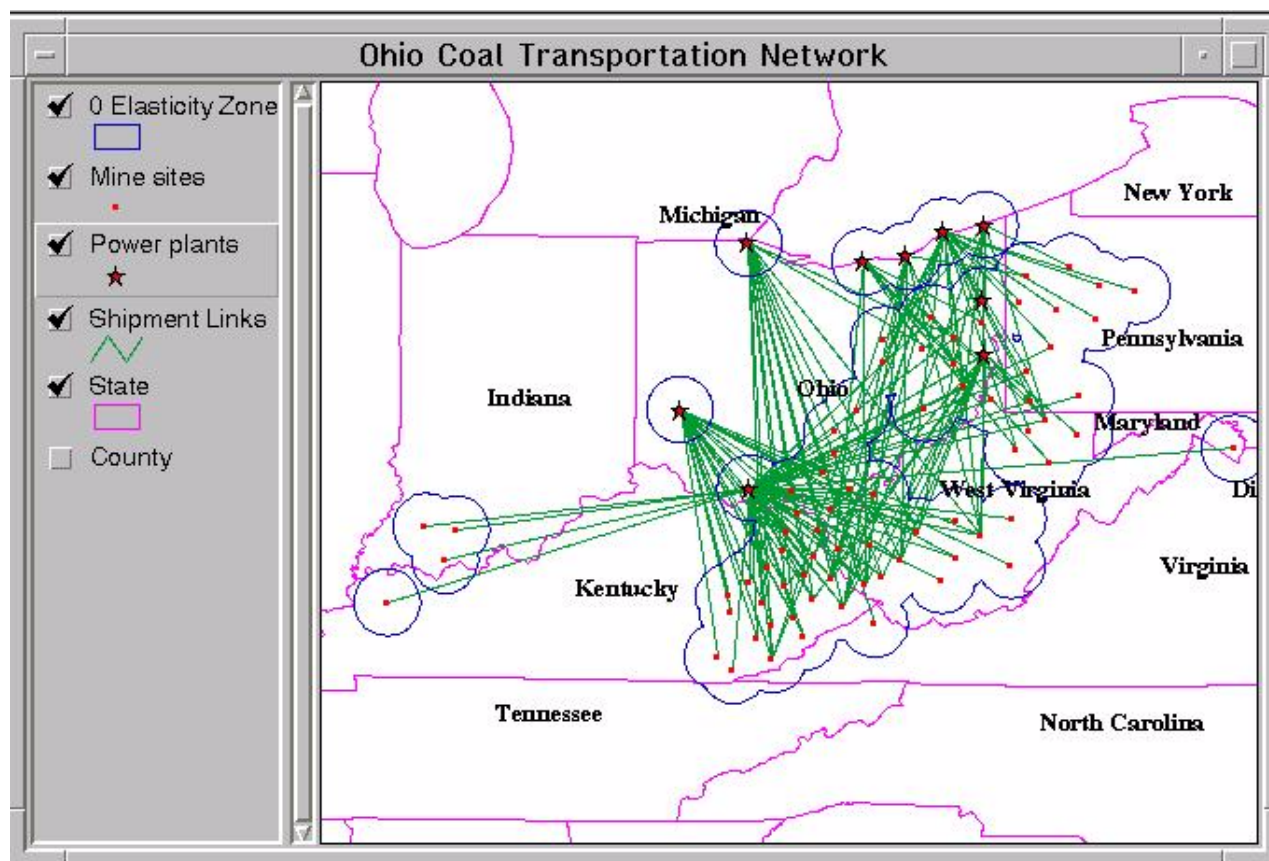 Ohio Coal Transportation Network
0 Elasticity Zone
Mine sites
Power plants
Shipment Links
State
County
New York
Michigan
Pennsylvania
Ohio
Indiana
Maryland
West Virginia
Di
Virginia
Kentucky
Tennessee
North Carolina